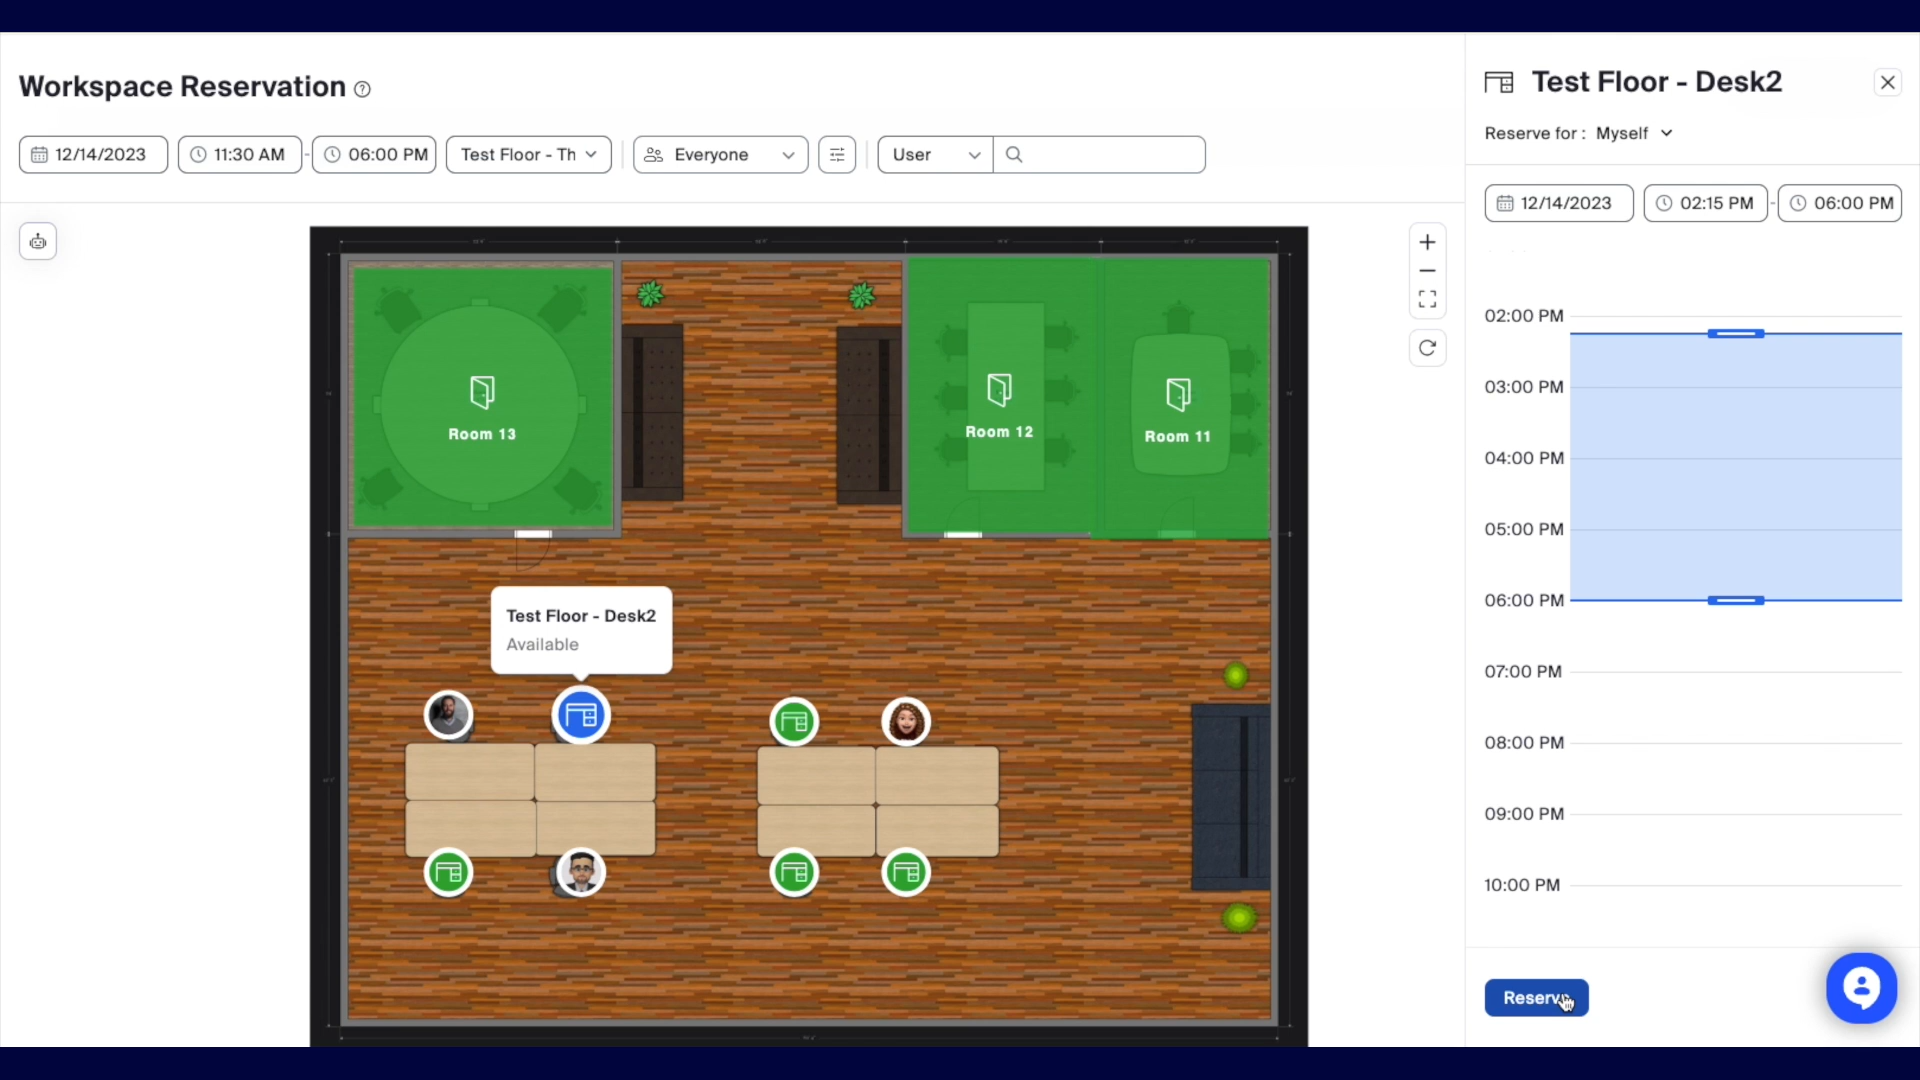 Workspace Reservation
12/14/2023
11:30 AM
-
06:00 PM
Test Floor - Th
Everyone
User
Test Floor - Desk2
Reserve for : Myself
12/14/2023
02:15 PM
-
06:00 PM
Room 13
Room 12
Room 11
Test Floor - Desk2
Available
02:00 PM
03:00 PM
04:00 PM
05:00 PM
06:00 PM
07:00 PM
08:00 PM
09:00 PM
10:00 PM
Reserve